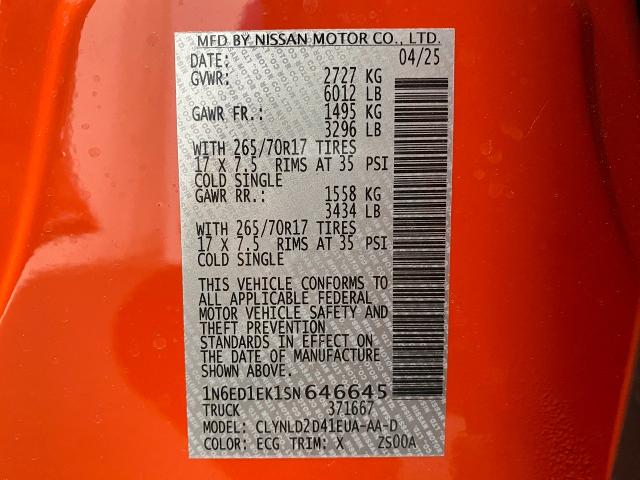 MFD BY NISSAN MOTOR CO., LTD.
DATE: 04/25
GVWR: 2727 KG
6012 LB
GAWR FR.: 1495 KG
3296 LB
WITH 265/70R17 TIRES
17 X 7.5 RIMS AT 35 PSI
COLD SINGLE
GAWR RR.: 1558 KG
3434 LB
WITH 265/70R17 TIRES
17 X 7.5 RIMS AT 35 PSI
COLD SINGLE
THIS VEHICLE CONFORMS TO
ALL APPLICABLE FEDERAL
MOTOR VEHICLE SAFETY AND
THEFT PREVENTION
STANDARDS IN EFFECT ON
THE DATE OF MANUFACTURE
SHOWN ABOVE.
1N6ED1EK1SN646645
TRUCK 371667
MODEL: CLYNLD2D41EUA-AA-D
COLOR: ECG TRIM: X ZS00A